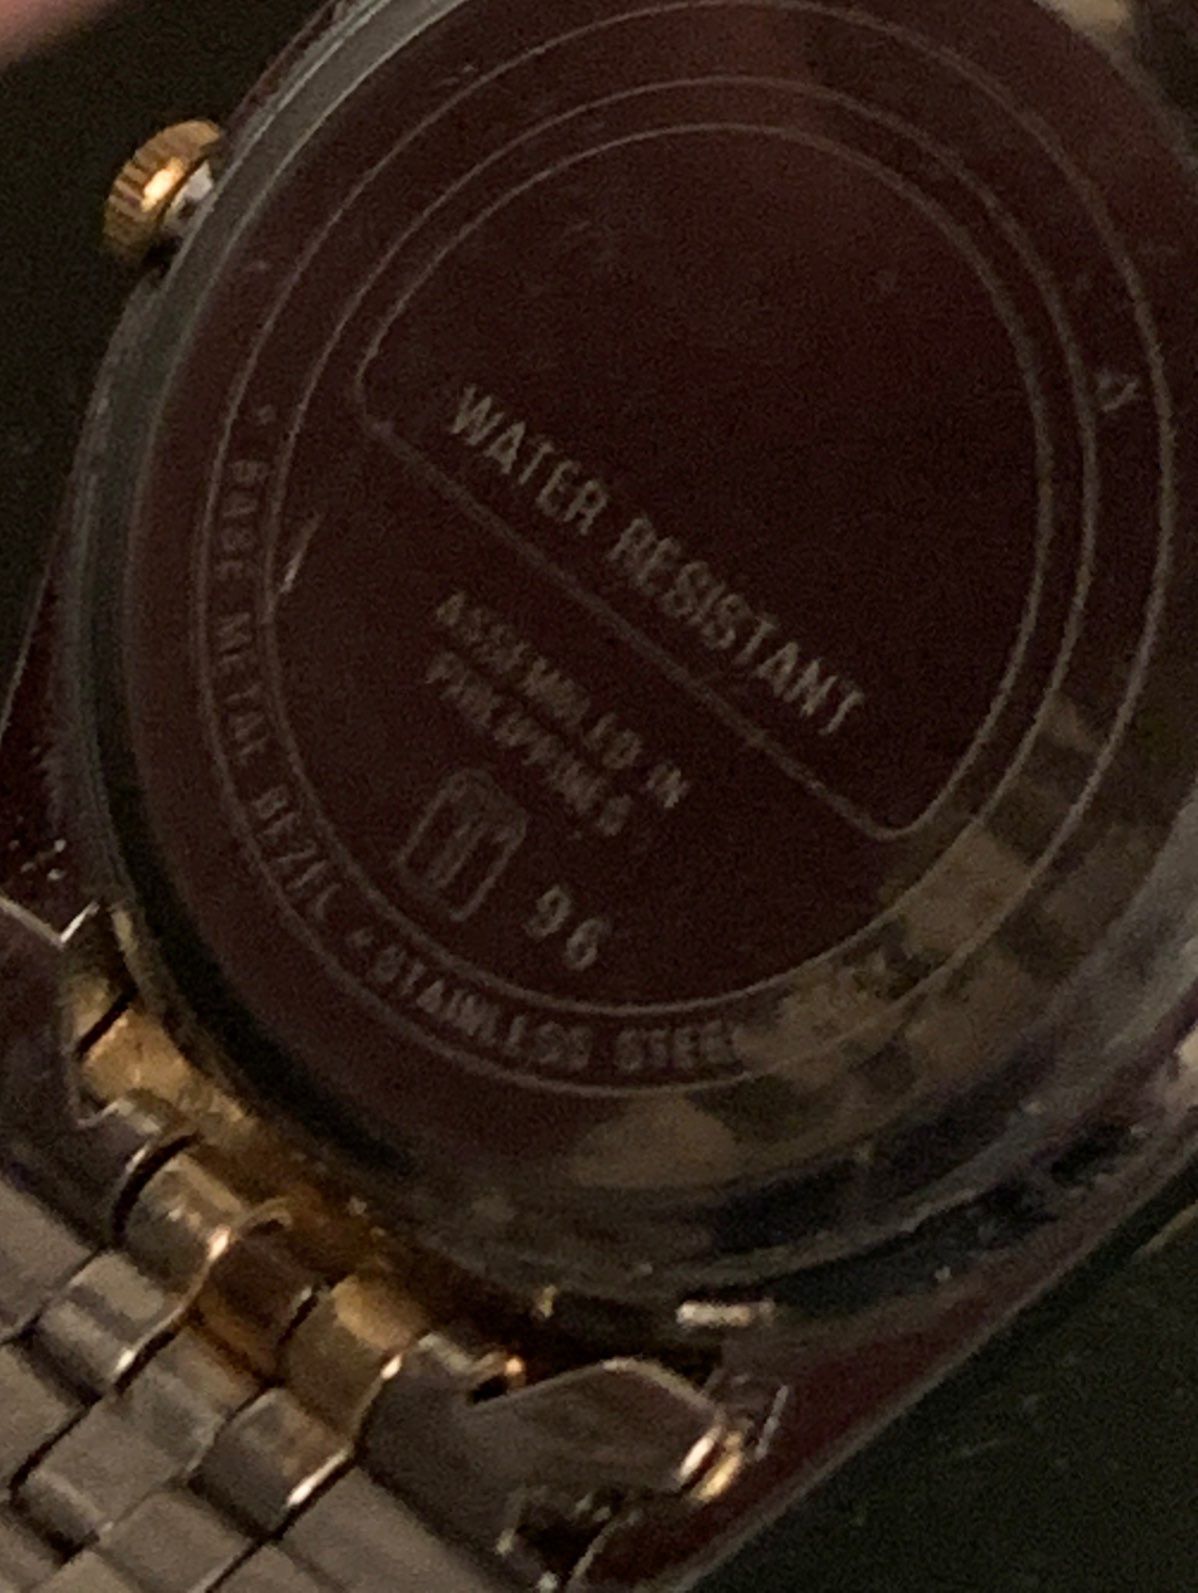 WATER RESISTANT
ASSEMBLED IN
PHILIPPINES
96
BASE METAL BEZEL • STAINLESS STEEL